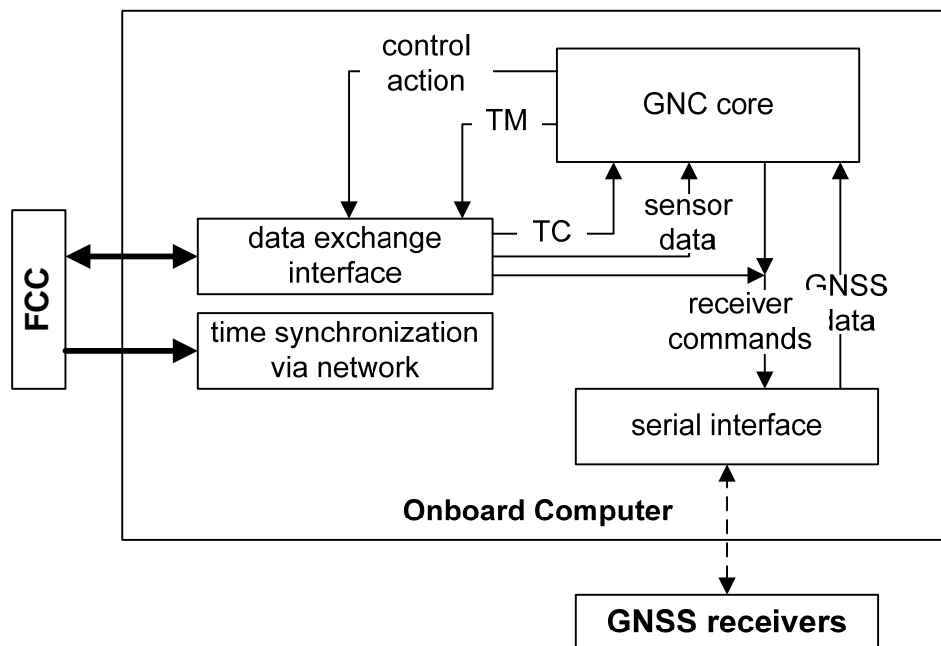 control
action
GNC core
TM
sensor
data
TC
data exchange
interface
FCC
receiver
commands
GNSS
data
time synchronization
via network
serial interface
Onboard Computer
GNSS receivers